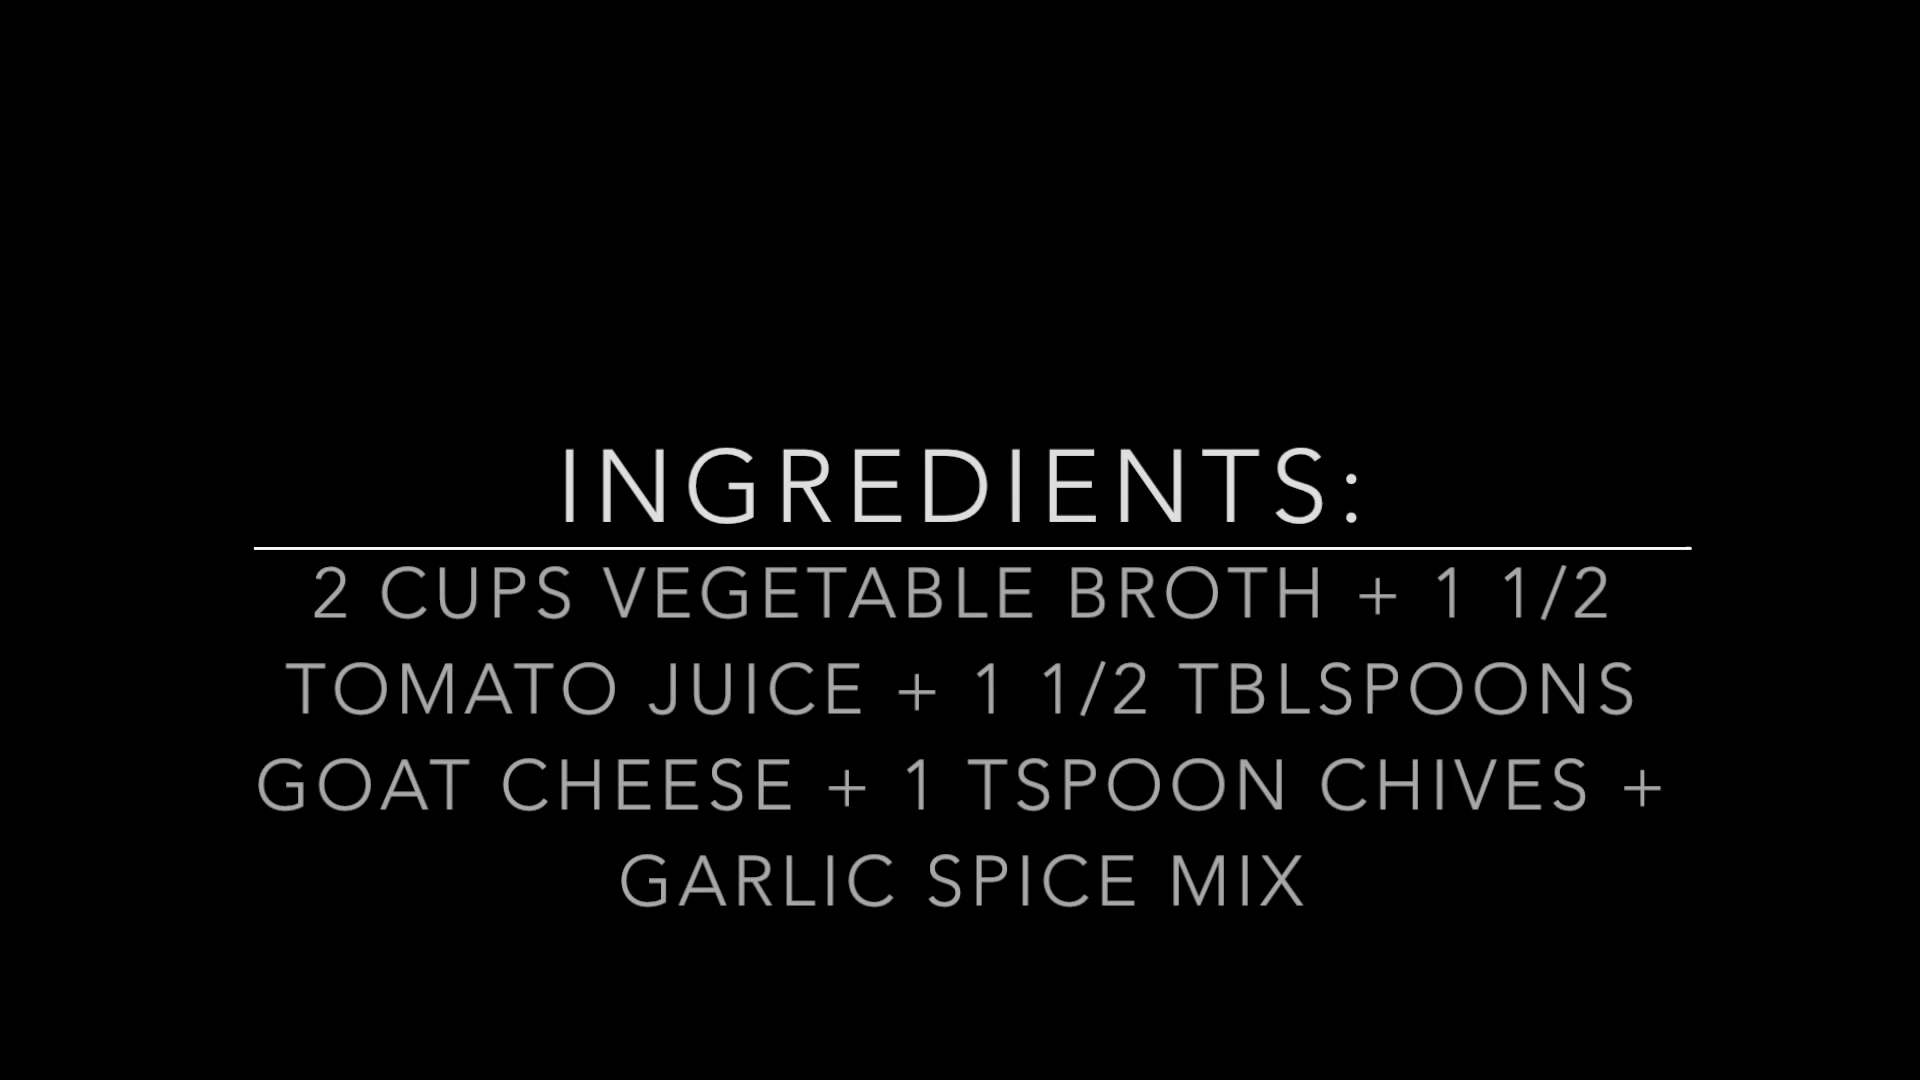 INGREDIENTS:
2 CUPS VEGETABLE BROTH + 1 1/2
TOMATO JUICE + 1 1/2 TBLSPOONS
GOAT CHEESE + 1 TSPOON CHIVES +
GARLIC SPICE MIX